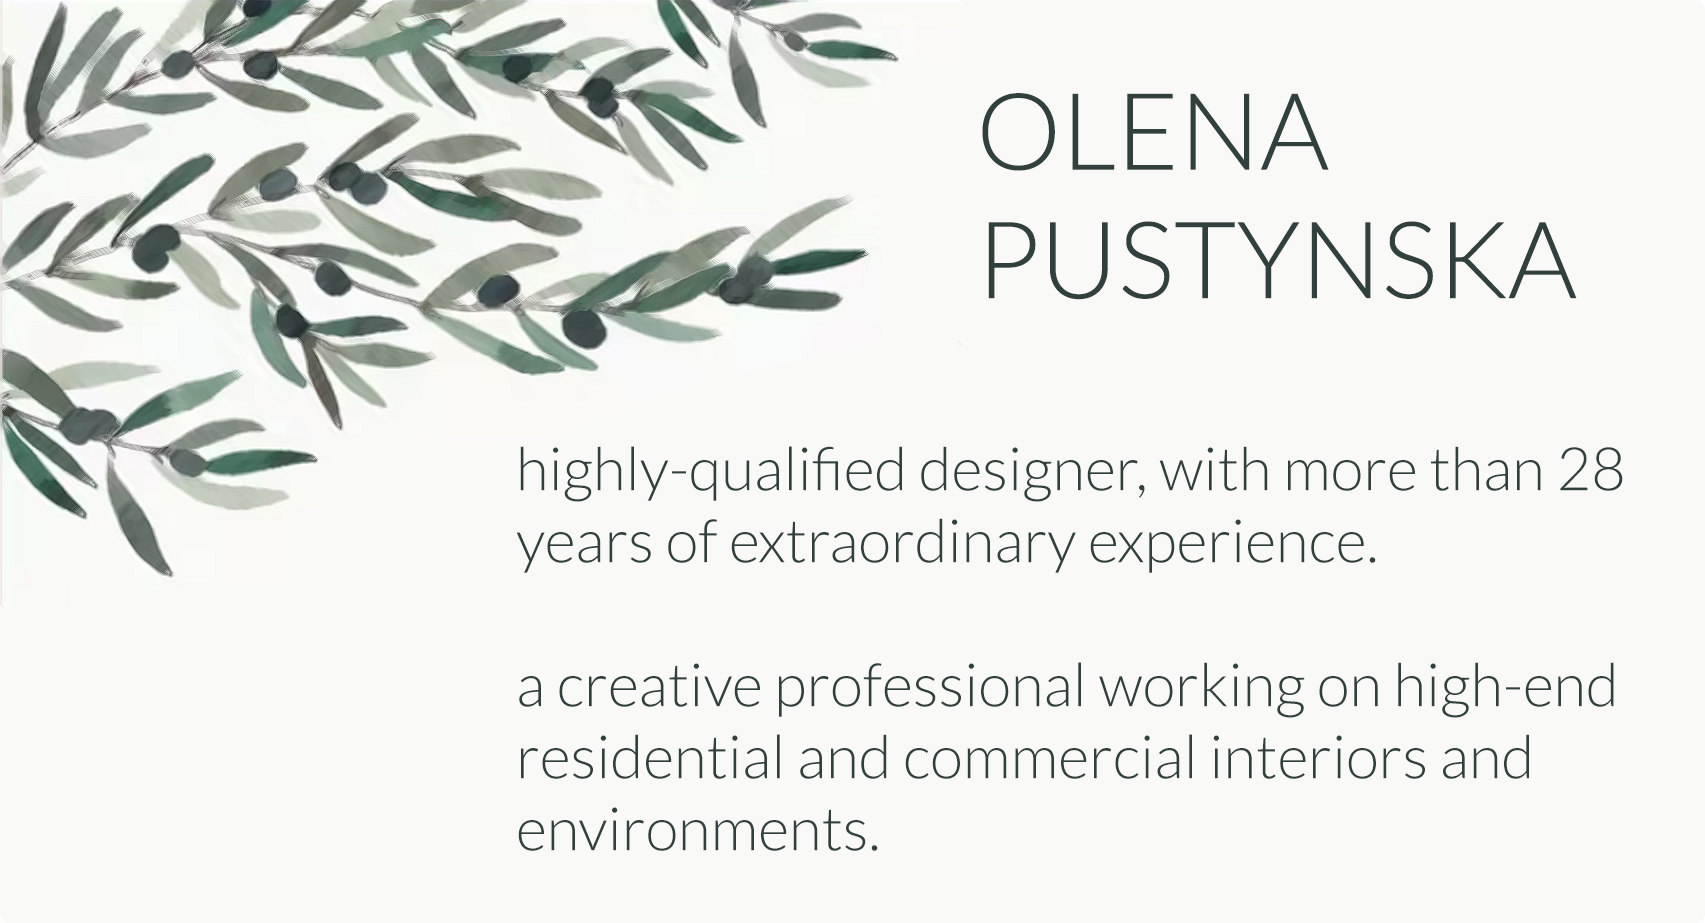 OLENA
PUSTYNSKA
highly-qualified designer, with more than 28
years of extraordinary experience.
a creative professional working on high-end
residential and commercial interiors and
environments.